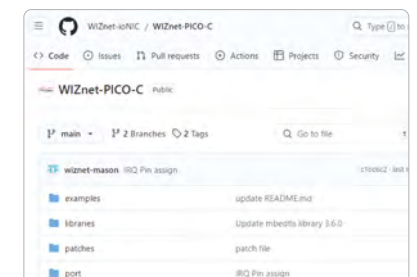 WIZnet-ioNIC / WIZnet-PICO-C
Type / to
Code Issues Pull requests Actions Projects Security
WIZnet-PICO-C Public
main 2 Branches 2 Tags Go to file
wiznet-mason IRQ Pin assign
examples update README.md
libraries Update mbedtls library 3.6.0
patches patch file
port IRQ Pin assign